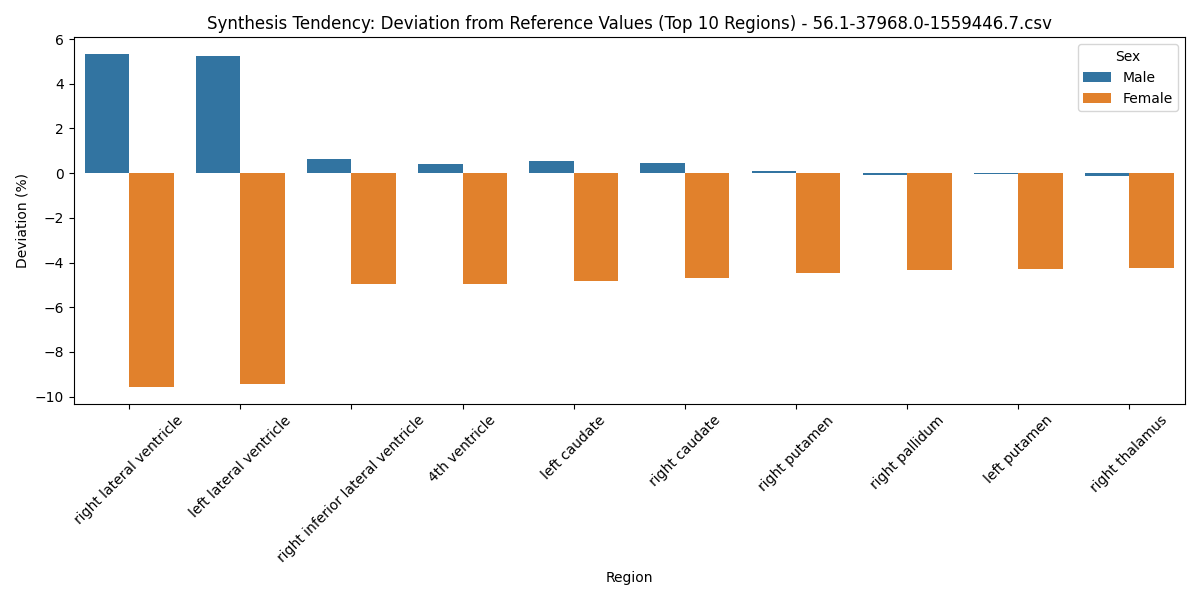 Synthesis Tendency: Deviation from Reference Values (Top 10 Regions) - 56.1-37968.0-1559446.7.csv
Sex
Male
Female
6
4
2
0
−2
−4
−6
−8
−10
Deviation (%)
right lateral ventricle
left lateral ventricle
right inferior lateral ventricle
4th ventricle
left caudate
right caudate
right putamen
right pallidum
left putamen
right thalamus
Region